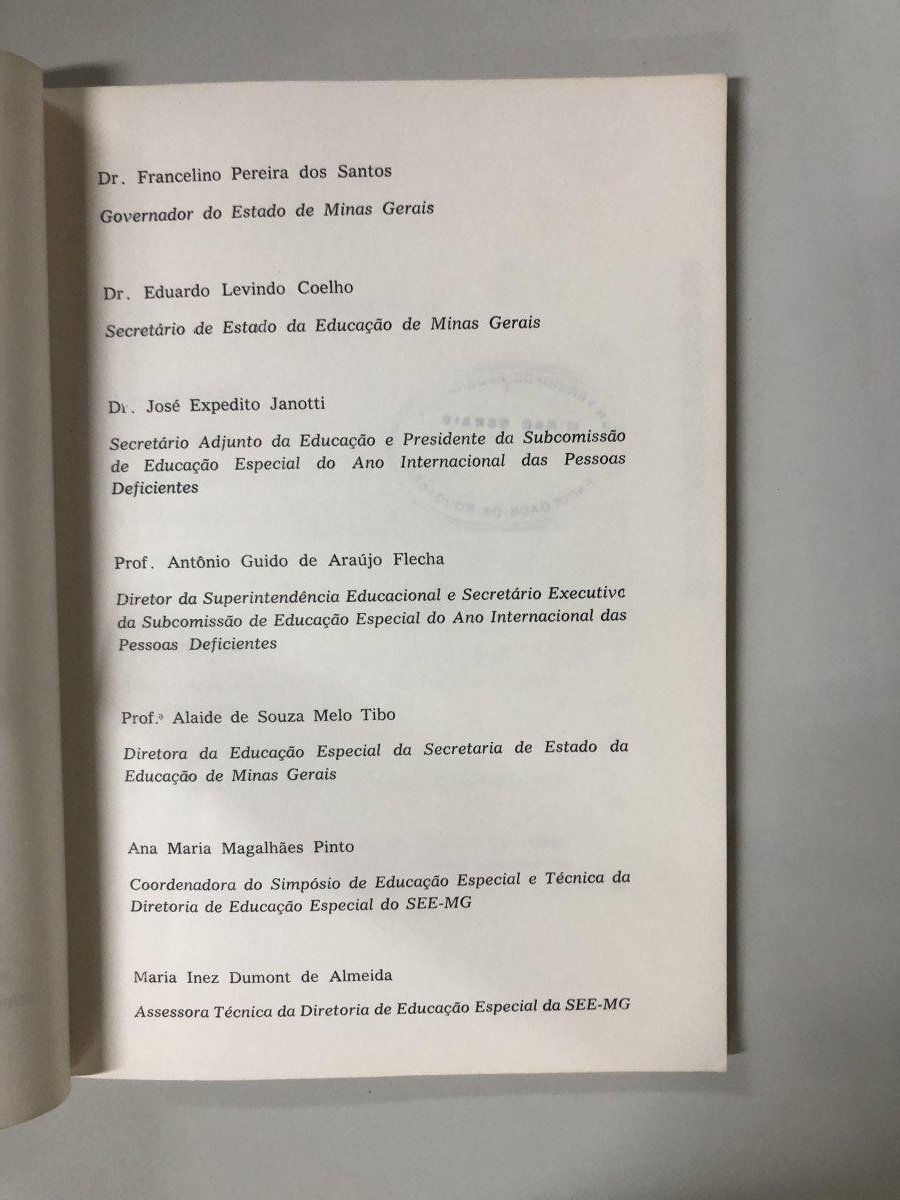 Dr. Francelino Pereira dos Santos
Governador do Estado de Minas Gerais
Dr. Eduardo Levindo Coelho
Secretário de Estado da Educação de Minas Gerais
Dr. José Expedito Janotti
Secretário Adjunto da Educação e Presidente da Subcomissão
de Educação Especial do Ano Internacional das Pessoas
Deficientes
Prof. Antônio Guido de Araújo Flecha
Diretor da Superintendência Educacional e Secretário Executivo
da Subcomissão de Educação Especial do Ano Internacional das
Pessoas Deficientes
Prof.ª Alaide de Souza Melo Tibo
Diretora da Educação Especial da Secretaria de Estado da
Educação de Minas Gerais
Ana Maria Magalhães Pinto
Coordenadora do Simpósio de Educação Especial e Técnica da
Diretoria de Educação Especial do SEE-MG
Maria Inez Dumont de Almeida
Assessora Técnica da Diretoria de Educação Especial da SEE-MG